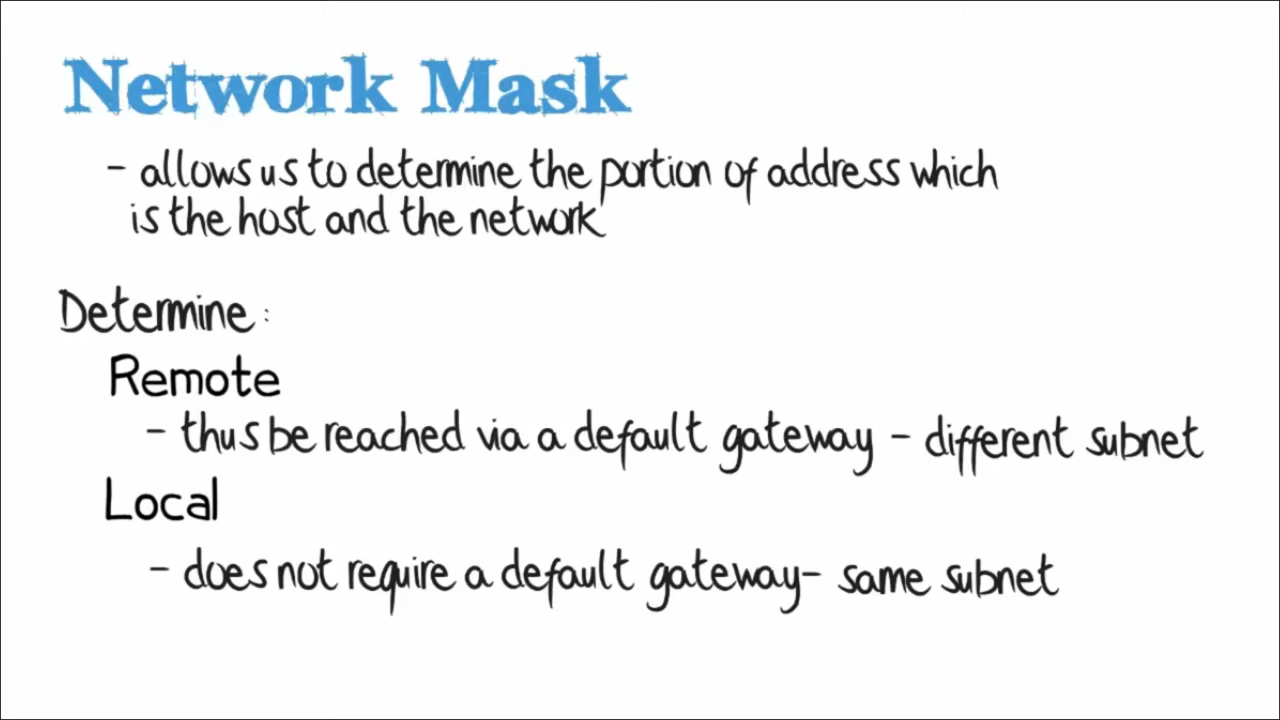 Network Mask
- allows us to determine the portion of address which
is the host and the network
Determine :
Remote
- thus be reached via a default gateway - different subnet
Local
- does not require a default gateway- same subnet